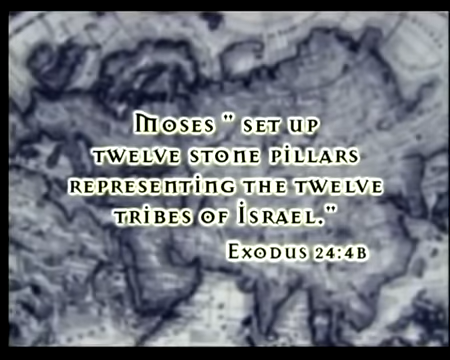 Moses " set up
twelve stone pillars
representing the twelve
tribes of Israel."
Exodus 24:4b